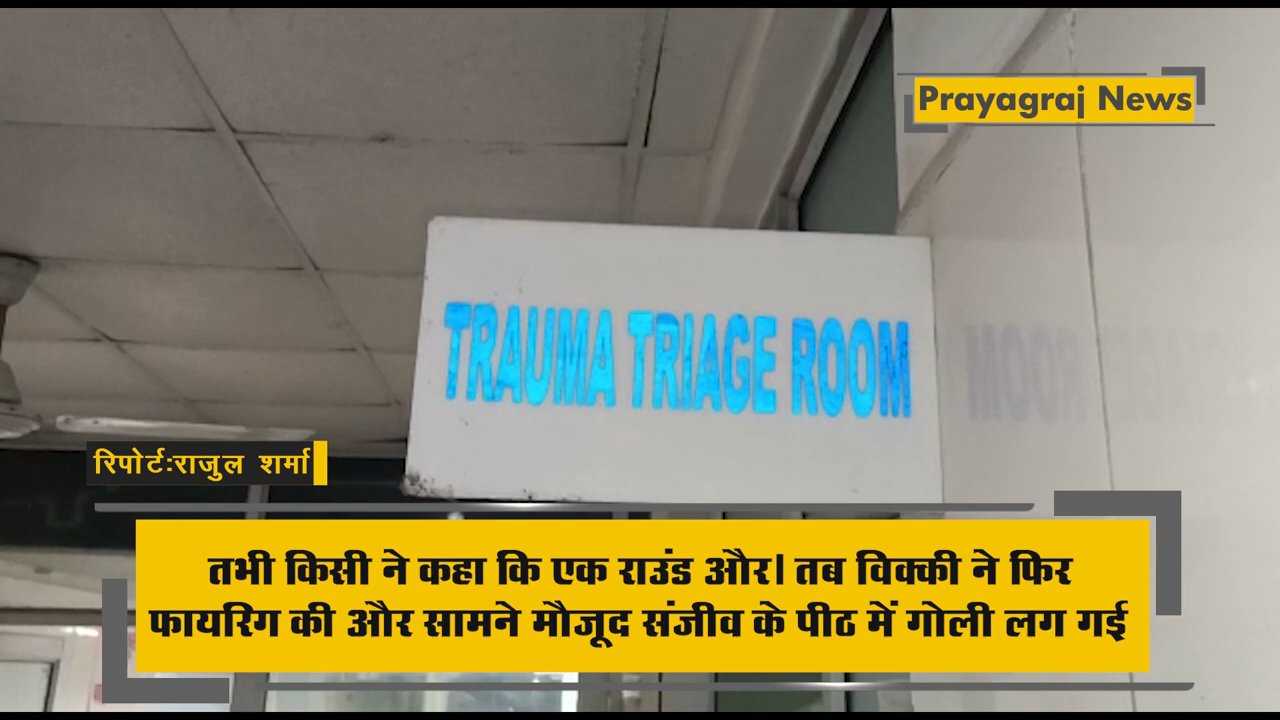 Prayagraj News
TRAUMA TRIAGE ROOM
रिपोर्टःराजुल शर्मा
तभी किसी ने कहा कि एक राउंड और। तब विक्की ने फिर
फायरिग की और सामने मौजूद संजीव के पीठ में गोली लग गई